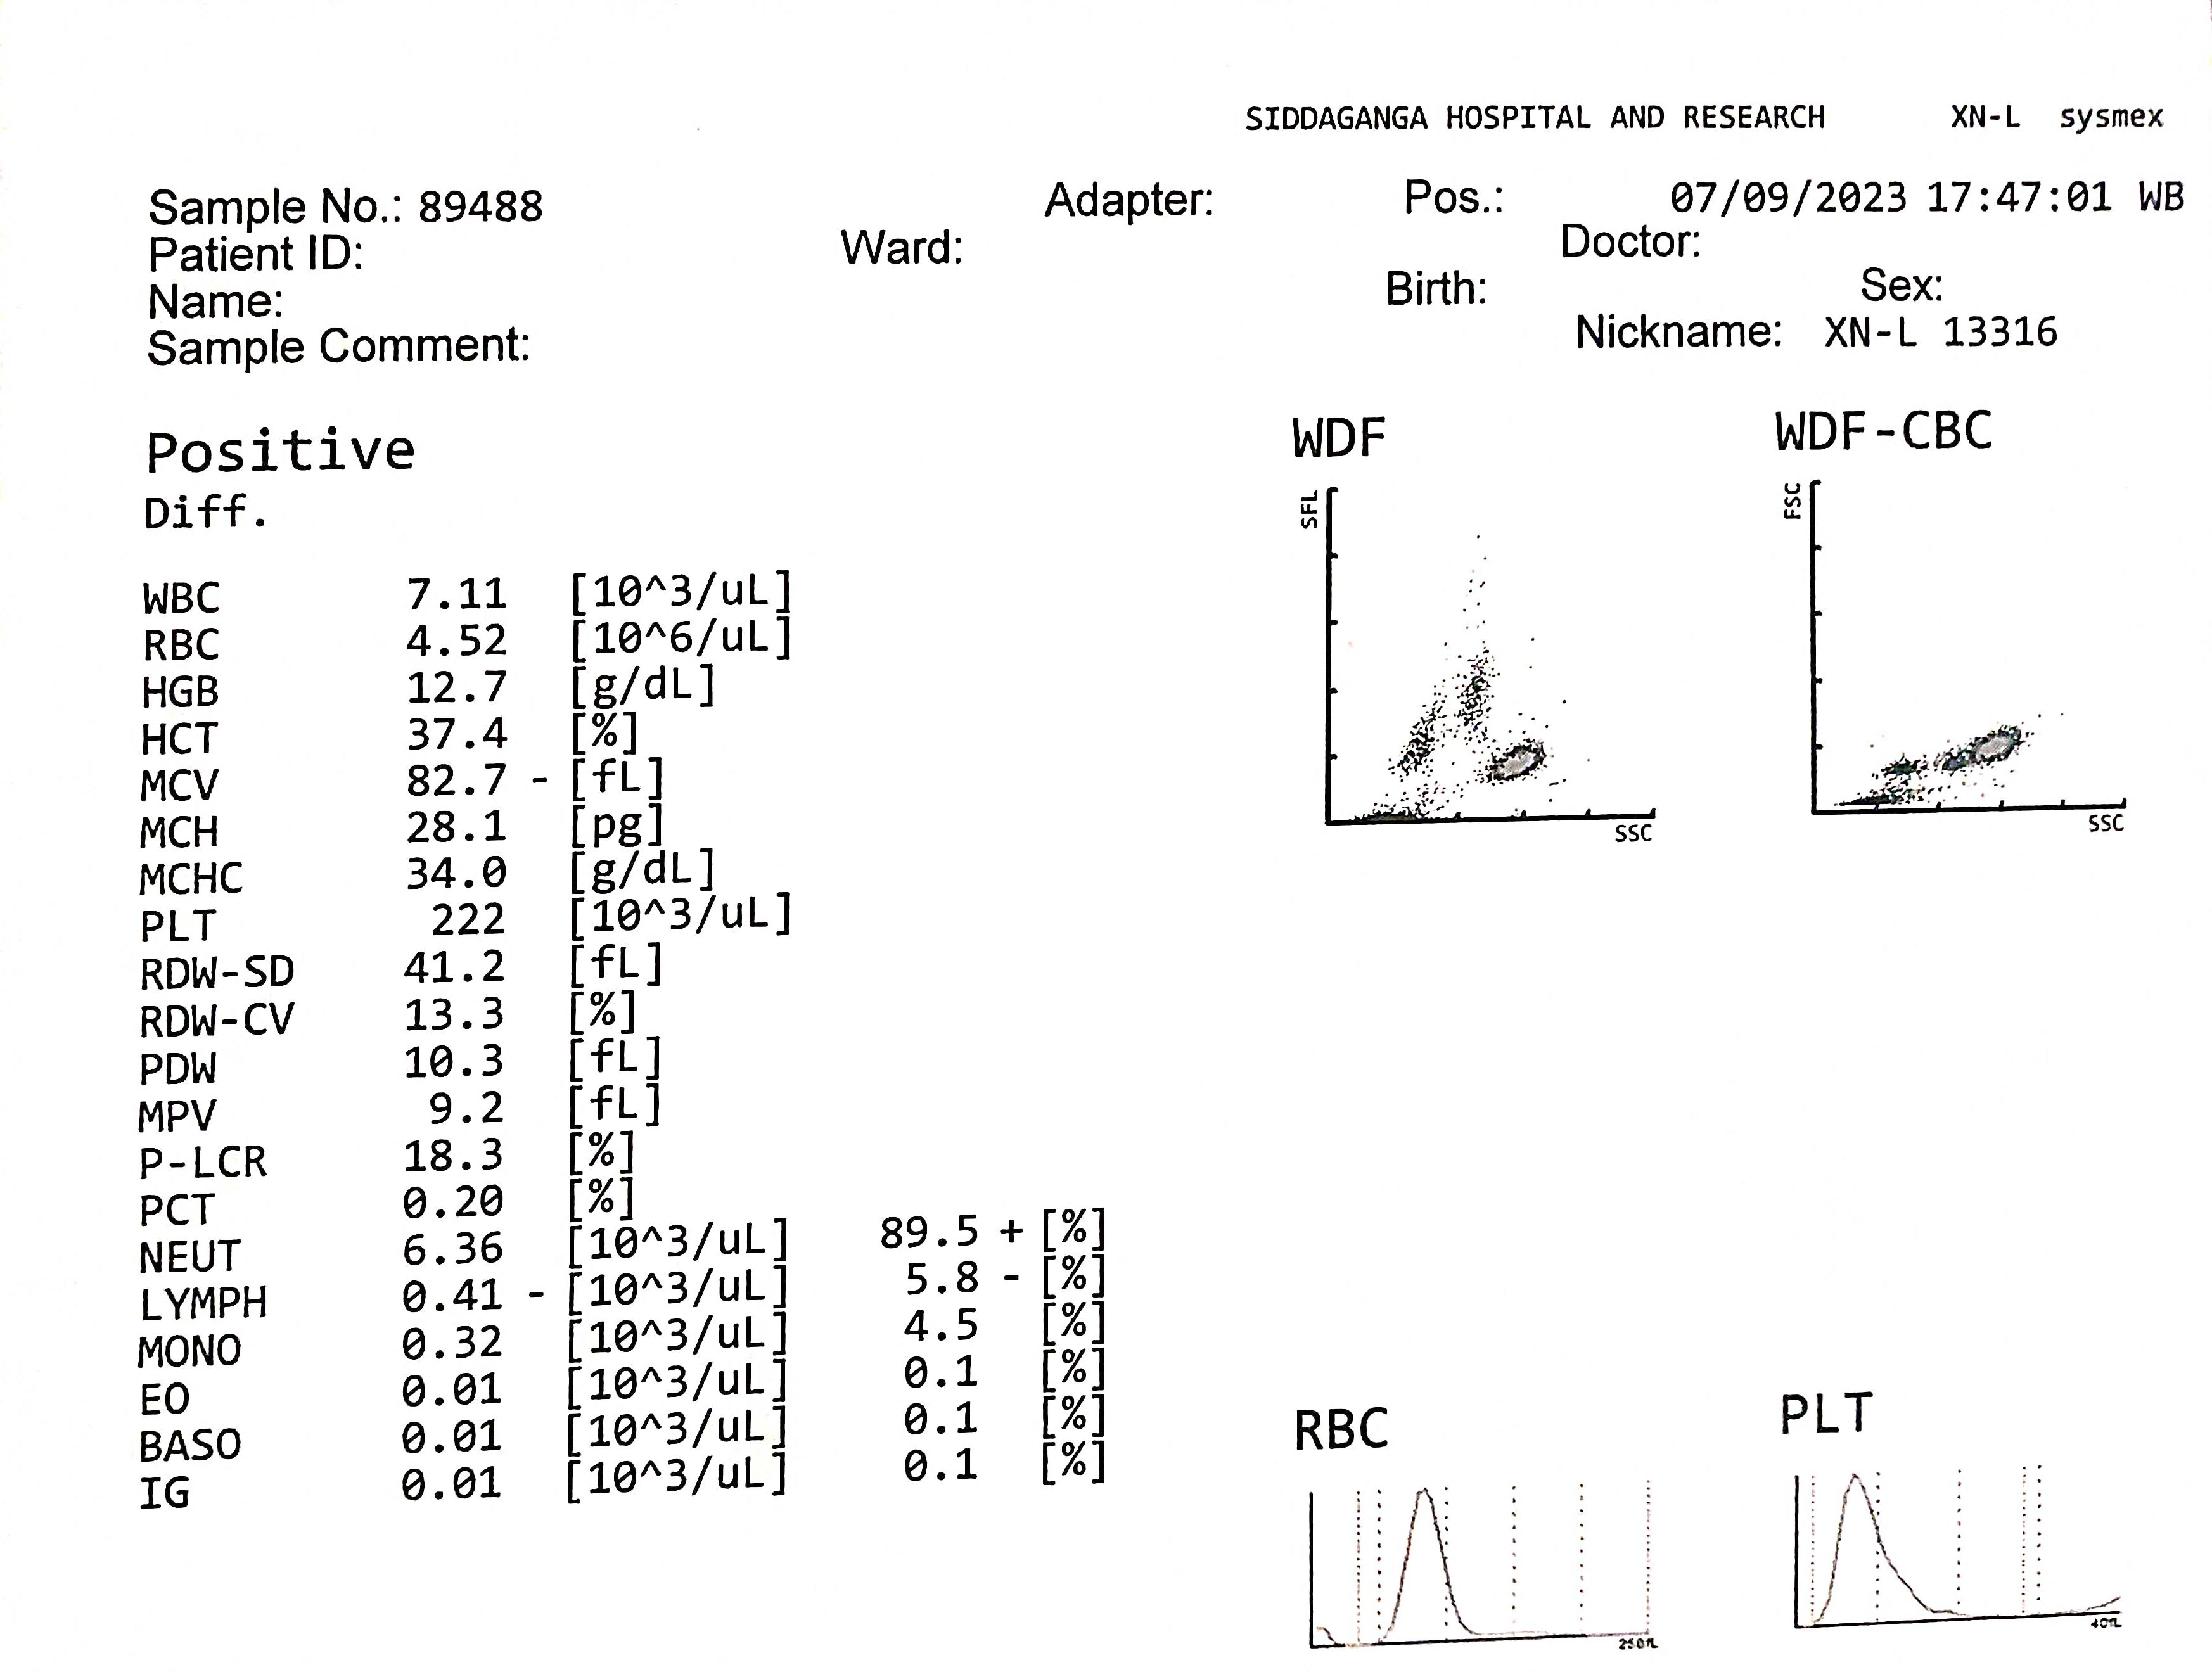 SIDDAGANGA HOSPITAL AND RESEARCH XN-L sysmex
Sample No.: 89488 Adapter: Pos.: 07/09/2023 17:47:01 WB
Patient ID: Ward: Doctor:
Name: Birth: Sex:
Sample Comment: Nickname: XN-L 13316
Positive
Diff.
WBC 7.11 [10^3/uL]
RBC 4.52 [10^6/uL]
HGB 12.7 [g/dL]
HCT 37.4 [%]
MCV 82.7 - [fL]
MCH 28.1 [pg]
MCHC 34.0 [g/dL]
PLT 222 [10^3/uL]
RDW-SD 41.2 [fL]
RDW-CV 13.3 [%]
PDW 10.3 [fL]
MPV 9.2 [fL]
P-LCR 18.3 [%]
PCT 0.20 [%]
NEUT 6.36 [10^3/uL] 89.5 + [%]
LYMPH 0.41 - [10^3/uL] 5.8 - [%]
MONO 0.32 [10^3/uL] 4.5 [%]
EO 0.01 [10^3/uL] 0.1 [%]
BASO 0.01 [10^3/uL] 0.1 [%]
IG 0.01 [10^3/uL] 0.1 [%]
WDF WDF-CBC
SFL FSC
SSC SSC
RBC PLT
250fL 40fL